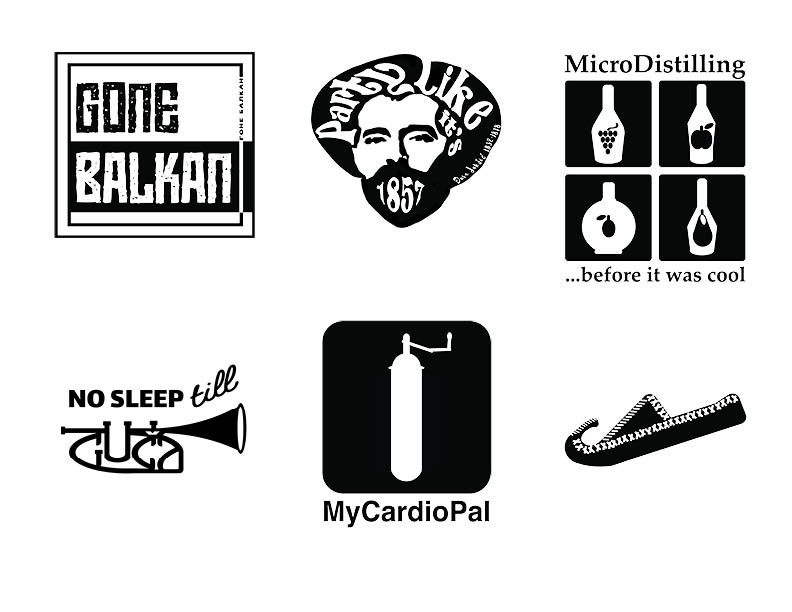 GONE
BALKAN
ГОНЕ БАЛКАН
Party Like
it's
1857
MicroDistilling
...before it was cool
NO SLEEP till
Guča
MyCardioPal